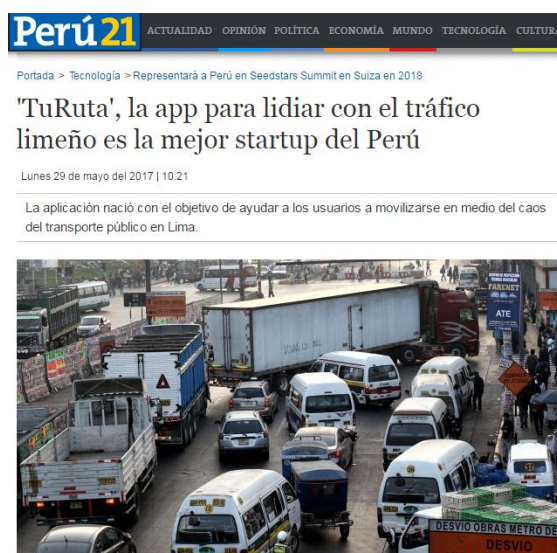 Perú21 ACTUALIDAD OPINIÓN POLÍTICA ECONOMÍA MUNDO TECNOLOGÍA CULTURA
Portada > Tecnología > Representará a Perú en Seedstars Summit en Suiza en 2018
'TuRuta', la app para lidiar con el tráfico
limeño es la mejor startup del Perú
Lunes 29 de mayo del 2017 | 10:21
La aplicación nació con el objetivo de ayudar a los usuarios a movilizarse en medio del caos
del transporte público en Lima.
FARENET
ATE
DESVIO OBRAS METRO DE
DESVIO